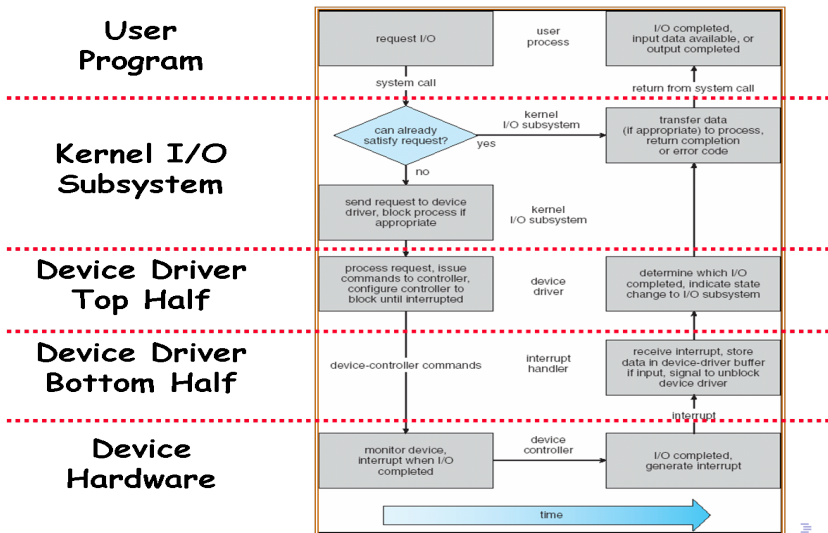 User
Program
request I/O
user
process
I/O completed,
input data available, or
output completed
system call
return from system call
Kernel I/O
Subsystem
can already
satisfy request?
yes
no
kernel
I/O subsystem
transfer data
(if appropriate) to process,
return completion
or error code
send request to device
driver, block process if
appropriate
kernel
I/O subsystem
Device Driver
Top Half
process request, issue
commands to controller,
configure controller to
block until interrupted
device
driver
determine which I/O
completed, indicate state
change to I/O subsystem
Device Driver
Bottom Half
device-controller commands
interrupt
handler
receive interrupt, store
data in device-driver buffer
if input, signal to unblock
device driver
interrupt
Device
Hardware
monitor device,
interrupt when I/O
completed
device
controller
I/O completed,
generate interrupt
time